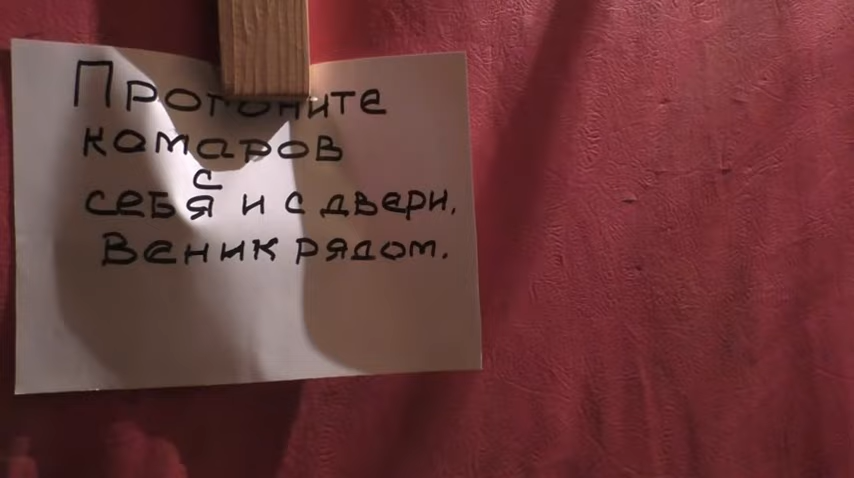 Прогоните
комаров
с
себя и с двери.
Веник рядом.